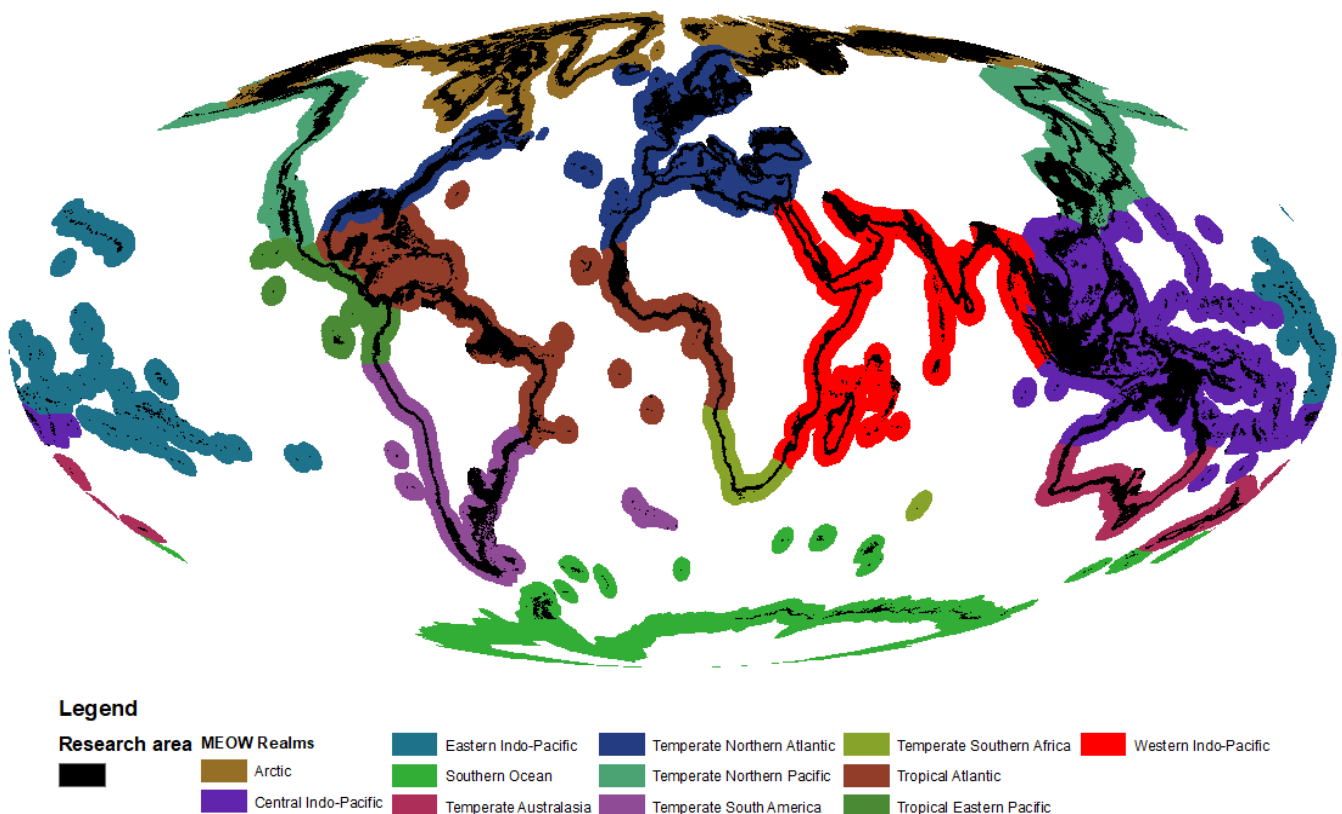 Legend
Research area
MEOW Realms
Arctic
Central Indo-Pacific
Eastern Indo-Pacific
Southern Ocean
Temperate Australasia
Temperate Northern Atlantic
Temperate Northern Pacific
Temperate South America
Temperate Southern Africa
Tropical Atlantic
Tropical Eastern Pacific
Western Indo-Pacific